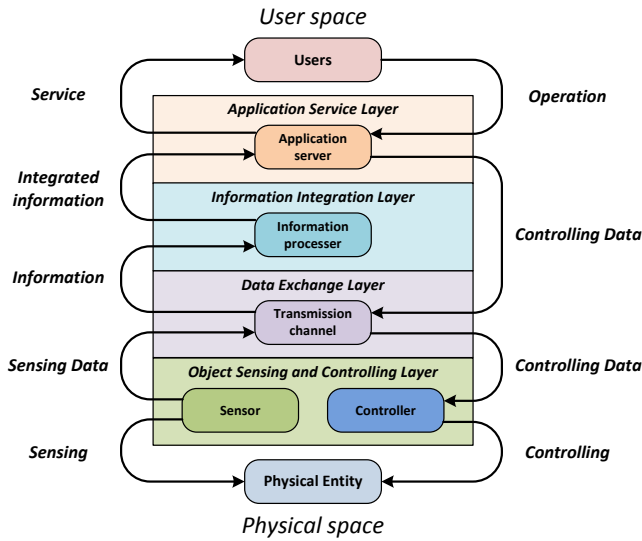 User space
Users
Service
Operation
Application Service Layer
Application
server
Integrated
information
Information Integration Layer
Information
processer
Controlling Data
Information
Data Exchange Layer
Transmission
channel
Sensing Data
Controlling Data
Object Sensing and Controlling Layer
Sensor
Controller
Sensing
Controlling
Physical Entity
Physical space